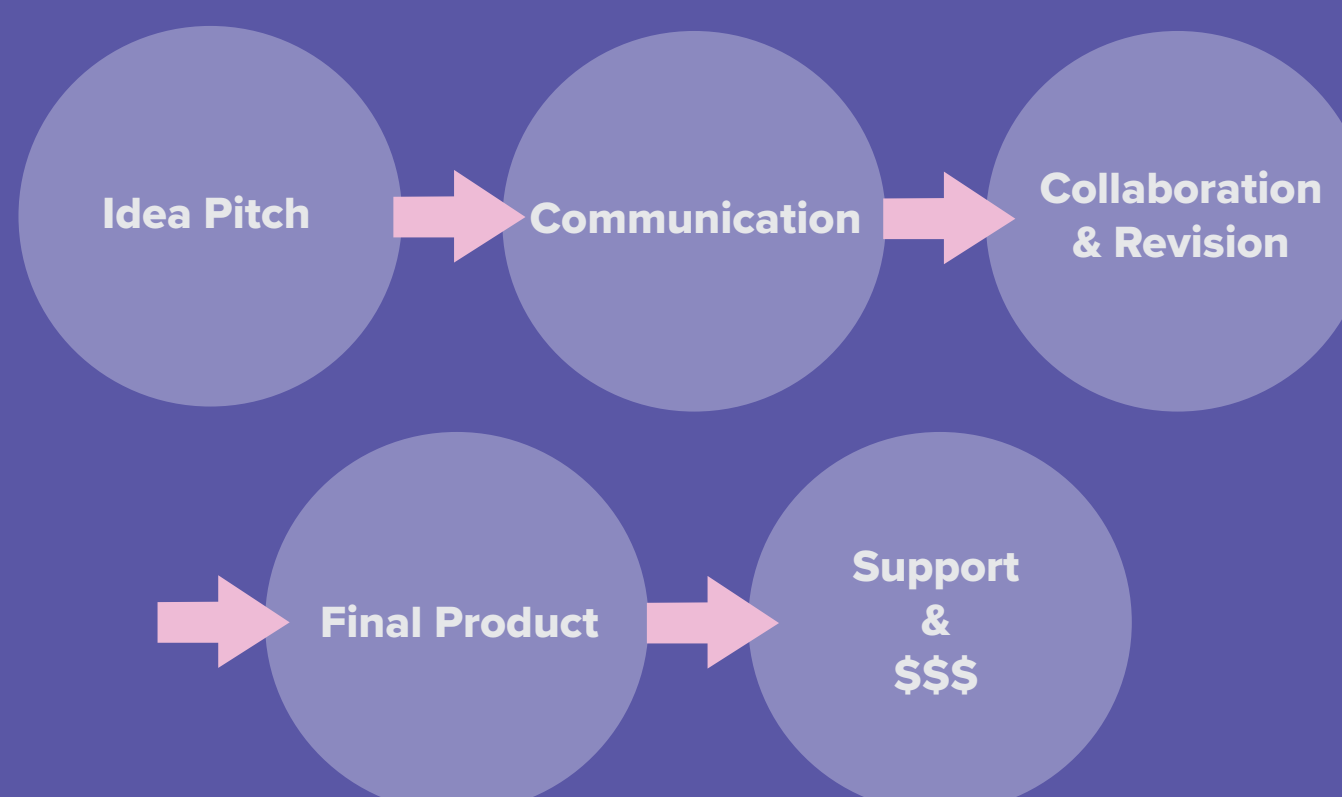 Idea Pitch
Communication
Collaboration
& Revision
Final Product
Support
&
$$$